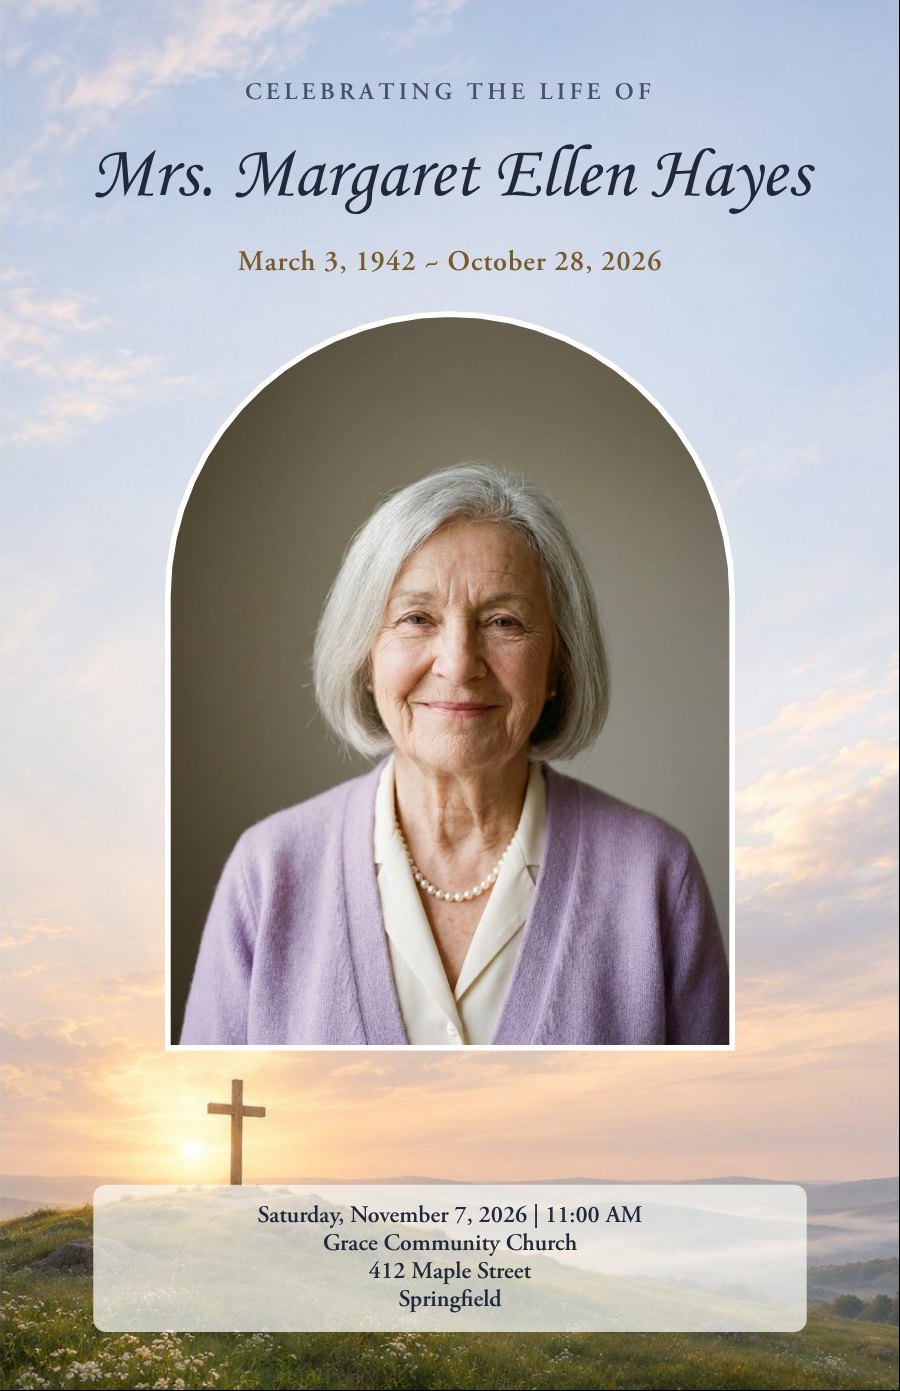 CELEBRATING THE LIFE OF
Mrs. Margaret Ellen Hayes
March 3, 1942 ~ October 28, 2026
Saturday, November 7, 2026 | 11:00 AM
Grace Community Church
412 Maple Street
Springfield